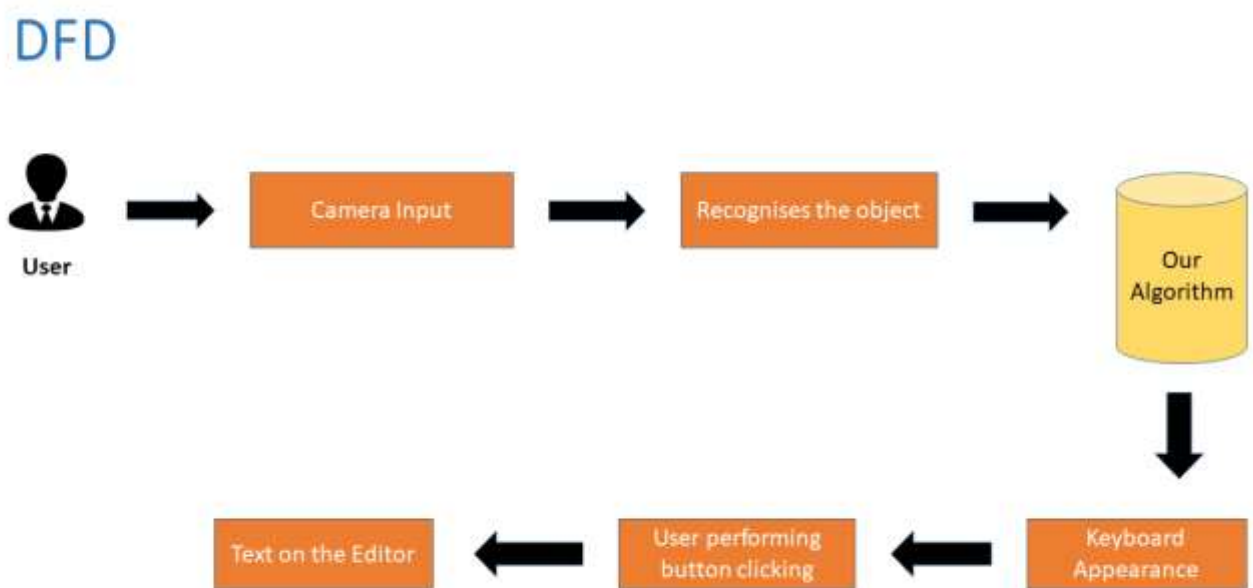 DFD
User
Camera Input
Recognises the object
Our
Algorithm
Keyboard
Appearance
User performing
button clicking
Text on the Editor